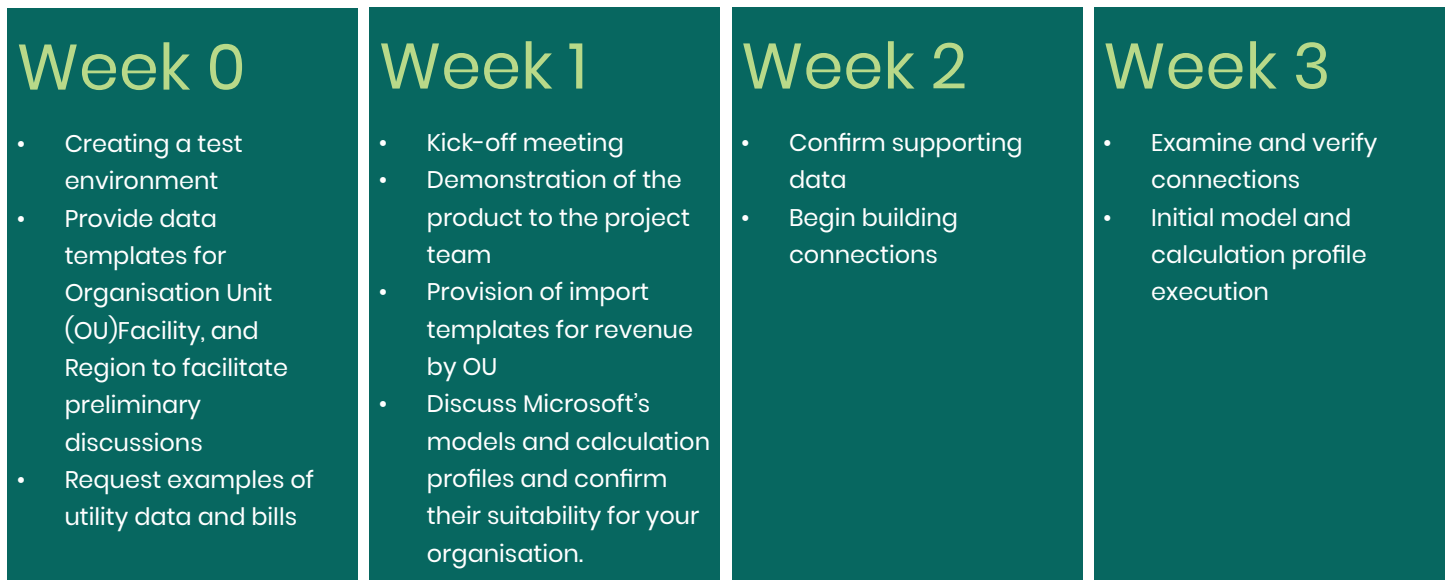 Week 0
• Creating a test
environment
• Provide data
templates for
Organisation Unit
(OU)Facility, and
Region to facilitate
preliminary
discussions
• Request examples of
utility data and bills
Week 1
• Kick-off meeting
• Demonstration of the
product to the project
team
• Provision of import
templates for revenue
by OU
• Discuss Microsoft’s
models and calculation
profiles and confirm
their suitability for your
organisation.
Week 2
• Confirm supporting
data
• Begin building
connections
Week 3
• Examine and verify
connections
• Initial model and
calculation profile
execution